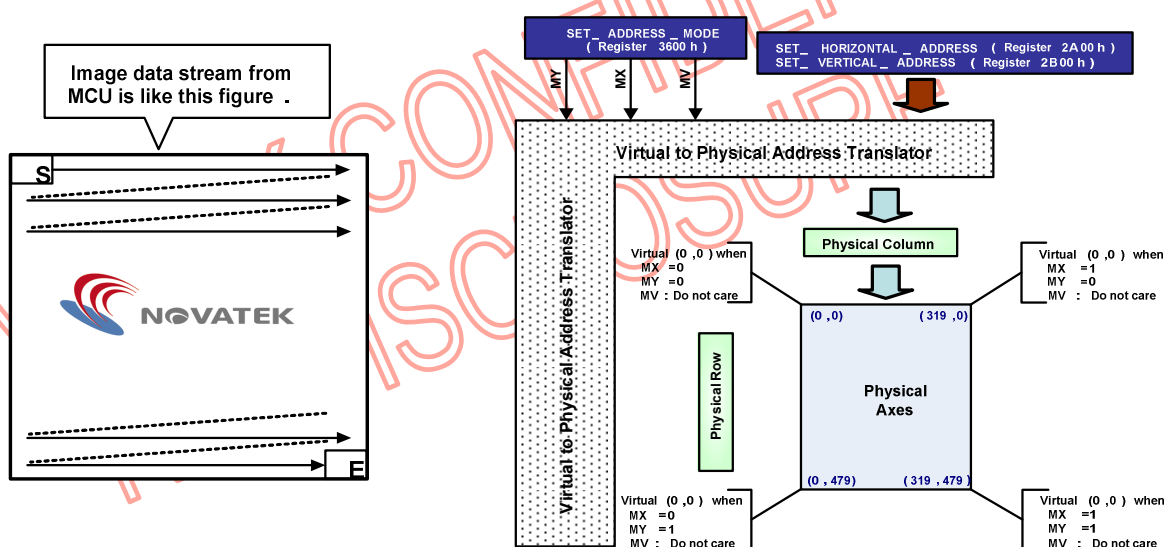 Image data stream from
MCU is like this figure .
S
NOVATEK
E
SET_ ADDRESS _ MODE
( Register 3600 h )
SET_ HORIZONTAL _ ADDRESS ( Register 2A00 h )
SET_ VERTICAL _ ADDRESS ( Register 2B00 h )
MY
MX
MV
Virtual to Physical Address Translator
Virtual to Physical Address Translator
Physical Column
Physical Row
Virtual (0 ,0 ) when
MX =0
MY =0
MV : Do not care
Virtual (0 ,0 ) when
MX =1
MY =0
MV : Do not care
(0 ,0)
( 319 ,0)
Physical
Axes
(0 , 479)
( 319 , 479 )
Virtual (0 ,0 ) when
MX =0
MY =1
MV : Do not care
Virtual (0 ,0 ) when
MX =1
MY =1
MV : Do not care